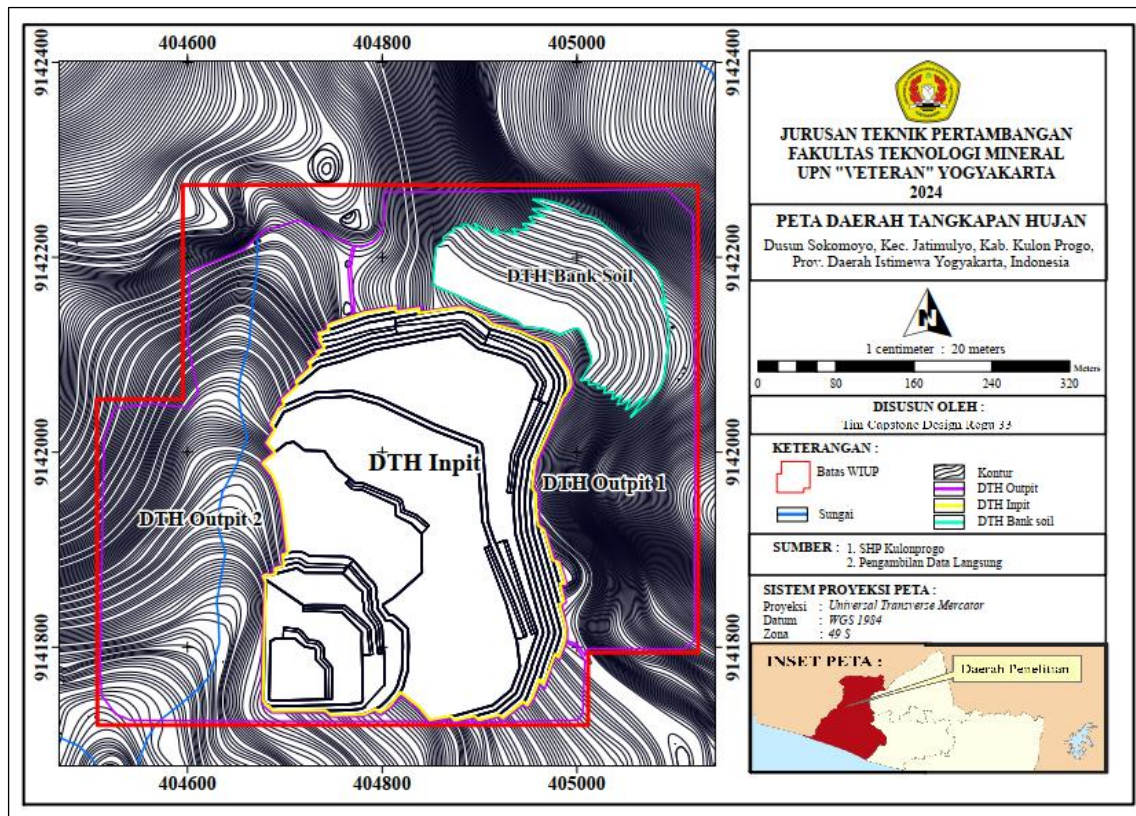 404600
404800
405000
9142400
9142400
9142200
9142200
9142000
9142000
9141800
9141800
404600
404800
405000
DTH Bank Soil
DTH Inpit
DTH Outpit 1
DTH Outpit 2
JURUSAN TEKNIK PERTAMBANGAN
FAKULTAS TEKNOLOGI MINERAL
UPN "VETERAN" YOGYAKARTA
2024
PETA DAERAH TANGKAPAN HUJAN
Dusun Sokomoyo, Kec. Jatimulyo, Kab. Kulon Progo,
Prov. Daerah Istimewa Yogyakarta, Indonesia
N
1 centimeter : 20 meters
Meters
0 80 160 240 320
DISUSUN OLEH :
Tim Capstone Design Regu 33
KETERANGAN :
Batas WIUP
Sungai
Kontur
DTH Outpit
DTH Inpit
DTH Bank soil
SUMBER : 1. SHP Kulonprogo
2. Pengambilan Data Langsung
SISTEM PROYEKSI PETA :
Proyeksi : Universal Transverse Mercator
Datum : WGS 1984
Zona : 49 S
INSET PETA :
Daerah Penelitian